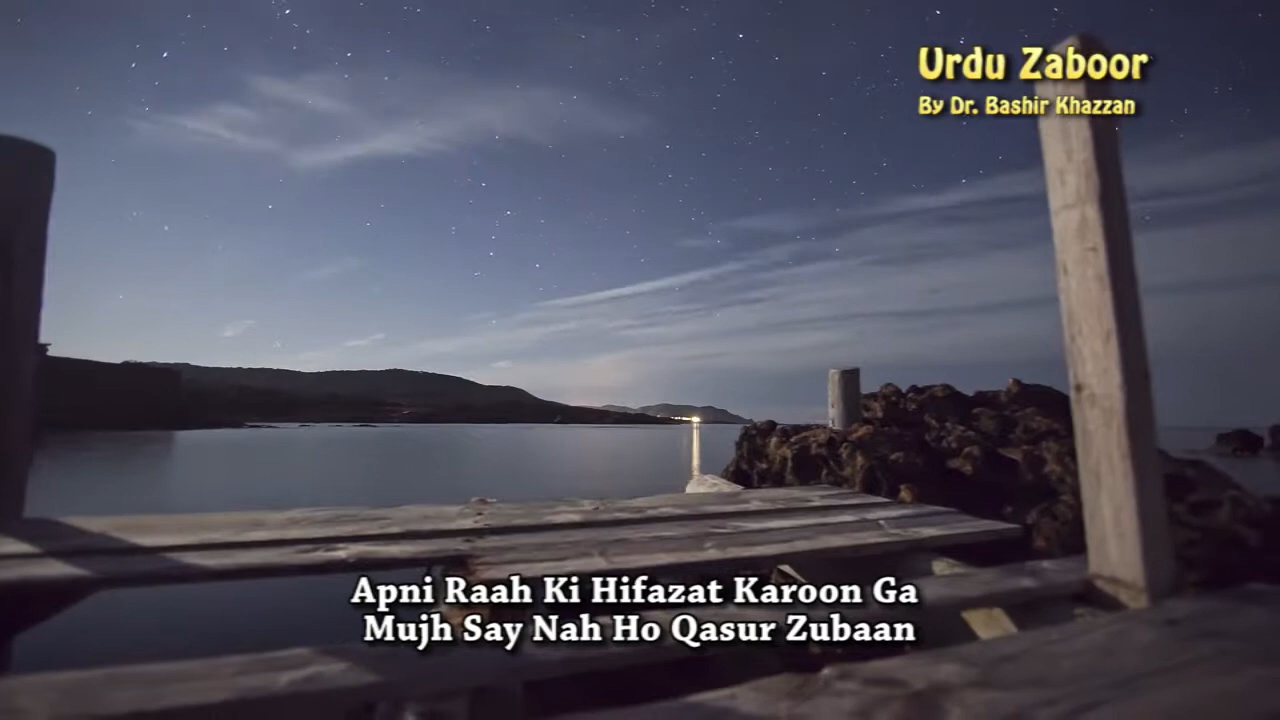 Urdu Zaboor
By Dr. Bashir Khazzan
Apni Raah Ki Hifazat Karoon Ga
Mujh Say Nah Ho Qasur Zubaan